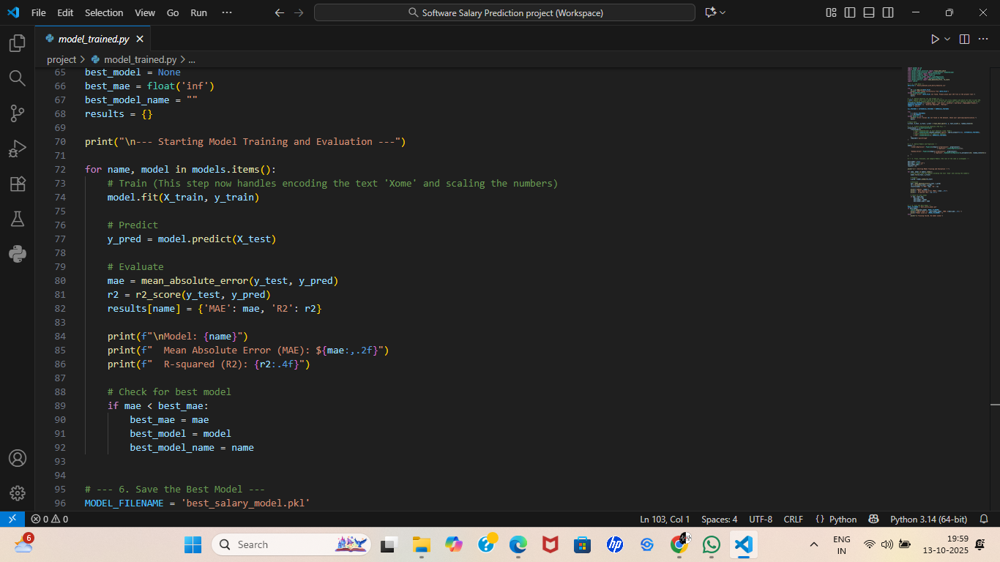 File Edit Selection View Go Run ··· Software Salary Prediction project (Workspace)
model_trained.py
project > model_trained.py > ...
65 best_model = None
66 best_mae = float('inf')
67 best_model_name = ""
68 results = {}
69
70 print("\n--- Starting Model Training and Evaluation ---")
71
72 for name, model in models.items():
73 # Train (This step now handles encoding the text 'Xome' and scaling the numbers)
74 model.fit(X_train, y_train)
75
76 # Predict
77 y_pred = model.predict(X_test)
78
79 # Evaluate
80 mae = mean_absolute_error(y_test, y_pred)
81 r2 = r2_score(y_test, y_pred)
82 results[name] = {'MAE': mae, 'R2': r2}
83
84 print(f"\nModel: {name}")
85 print(f"  Mean Absolute Error (MAE): ${mae:,.2f}")
86 print(f"  R-squared (R2): {r2:.4f}")
87
88 # Check for best model
89 if mae < best_mae:
90 best_mae = mae
91 best_model = model
92 best_model_name = name
93
94
95 # --- 6. Save the Best Model ---
96 MODEL_FILENAME = 'best_salary_model.pkl'
0 0 Ln 103, Col 1 Spaces: 4 UTF-8 CRLF {} Python Python 3.14 (64-bit)
6 Search hp ENG IN 19:59
13-10-2025